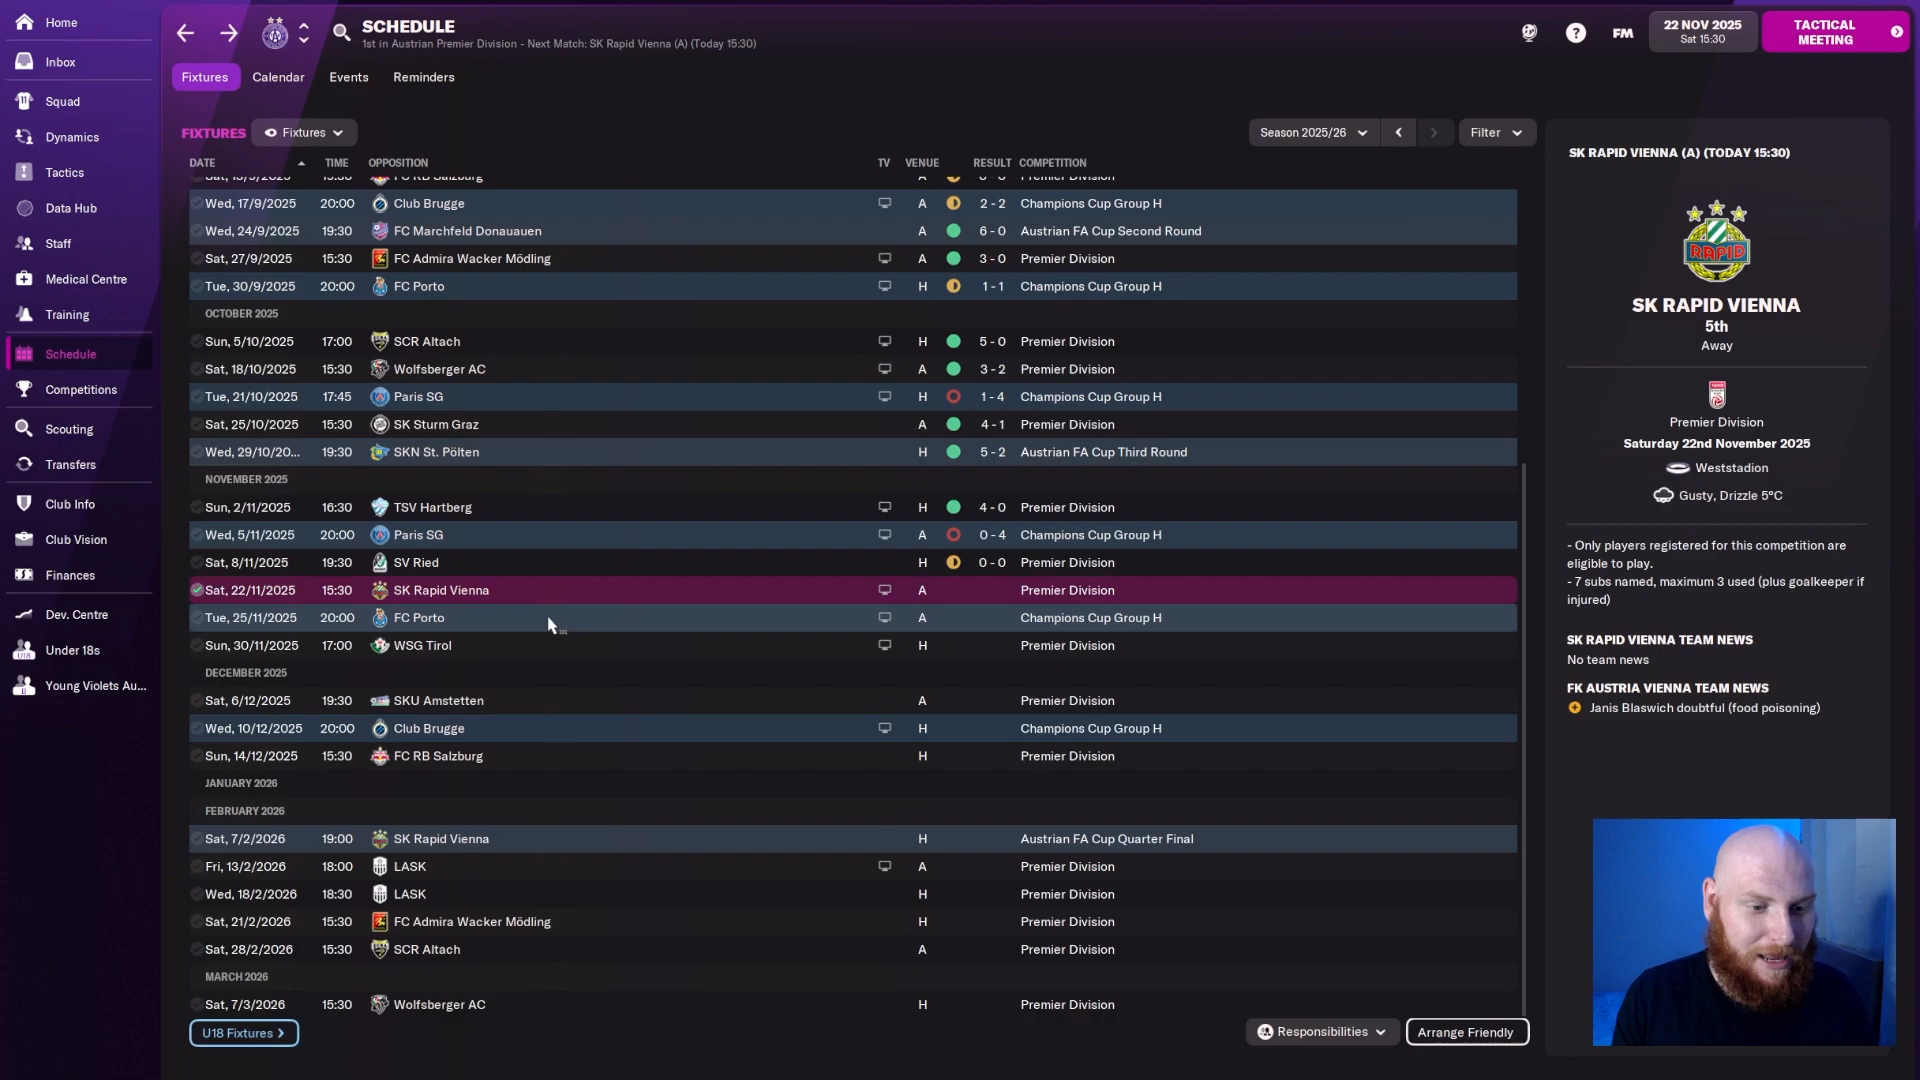 Home
Inbox
Squad
Dynamics
Tactics
Data Hub
Staff
Medical Centre
Training
Schedule
Competitions
Scouting
Transfers
Club Info
Club Vision
Finances
Dev. Centre
Under 18s
Young Violets Au...
SCHEDULE
1st in Austrian Premier Division - Next Match: SK Rapid Vienna (A) (Today 15:30)
FM
22 NOV 2025
Sat 15:30
TACTICAL MEETING
Fixtures Calendar Events Reminders
FIXTURES Fixtures Season 2025/26 Filter
DATE TIME OPPOSITION TV VENUE RESULT COMPETITION
FC RB Salzburg A Premier Division
Wed, 17/9/2025 20:00 Club Brugge A 2 - 2 Champions Cup Group H
Wed, 24/9/2025 19:30 FC Marchfeld Donauauen A 6 - 0 Austrian FA Cup Second Round
Sat, 27/9/2025 15:30 FC Admira Wacker Mödling A 3 - 0 Premier Division
Tue, 30/9/2025 20:00 FC Porto H 1 - 1 Champions Cup Group H
OCTOBER 2025
Sun, 5/10/2025 17:00 SCR Altach H 5 - 0 Premier Division
Sat, 18/10/2025 15:30 Wolfsberger AC A 3 - 2 Premier Division
Tue, 21/10/2025 17:45 Paris SG H 1 - 4 Champions Cup Group H
Sat, 25/10/2025 15:30 SK Sturm Graz A 4 - 1 Premier Division
Wed, 29/10/20... 19:30 SKN St. Pölten H 5 - 2 Austrian FA Cup Third Round
NOVEMBER 2025
Sun, 2/11/2025 16:30 TSV Hartberg H 4 - 0 Premier Division
Wed, 5/11/2025 20:00 Paris SG A 0 - 4 Champions Cup Group H
Sat, 8/11/2025 19:30 SV Ried H 0 - 0 Premier Division
Sat, 22/11/2025 15:30 SK Rapid Vienna A Premier Division
Tue, 25/11/2025 20:00 FC Porto A Champions Cup Group H
Sun, 30/11/2025 17:00 WSG Tirol H Premier Division
DECEMBER 2025
Sat, 6/12/2025 19:30 SKU Amstetten A Premier Division
Wed, 10/12/2025 20:00 Club Brugge H Champions Cup Group H
Sun, 14/12/2025 15:30 FC RB Salzburg H Premier Division
JANUARY 2026
FEBRUARY 2026
Sat, 7/2/2026 19:00 SK Rapid Vienna H Austrian FA Cup Quarter Final
Fri, 13/2/2026 18:00 LASK A Premier Division
Wed, 18/2/2026 18:30 LASK H Premier Division
Sat, 21/2/2026 15:30 FC Admira Wacker Mödling H Premier Division
Sat, 28/2/2026 15:30 SCR Altach A Premier Division
MARCH 2026
Sat, 7/3/2026 15:30 Wolfsberger AC H Premier Division
U18 Fixtures
Responsibilities
Arrange Friendly
SK RAPID VIENNA (A) (TODAY 15:30)
RAPID
SK RAPID VIENNA
5th
Away
Premier Division
Saturday 22nd November 2025
Weststadion
Gusty, Drizzle 5°C
- Only players registered for this competition are
eligible to play.
- 7 subs named, maximum 3 used (plus goalkeeper if
injured)
SK RAPID VIENNA TEAM NEWS
No team news
FK AUSTRIA VIENNA TEAM NEWS
Janis Blaswich doubtful (food poisoning)